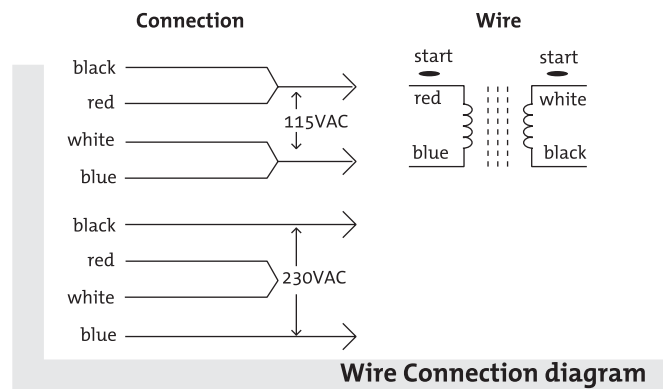 Connection
black
red
115VAC
white
blue
black
red
230VAC
white
blue
Wire
start
start
red
white
blue
black
Wire Connection diagram